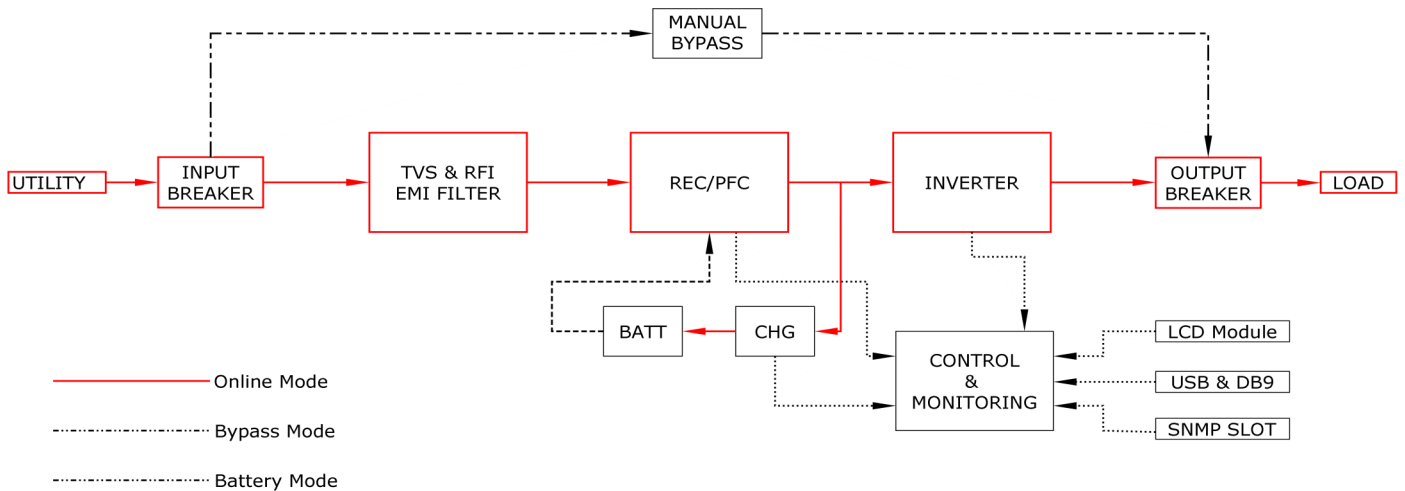 MANUAL
BYPASS
UTILITY
INPUT
BREAKER
TVS & RFI
EMI FILTER
REC/PFC
INVERTER
OUTPUT
BREAKER
LOAD
BATT
CHG
CONTROL
&
MONITORING
LCD Module
USB & DB9
SNMP SLOT
Online Mode
Bypass Mode
Battery Mode